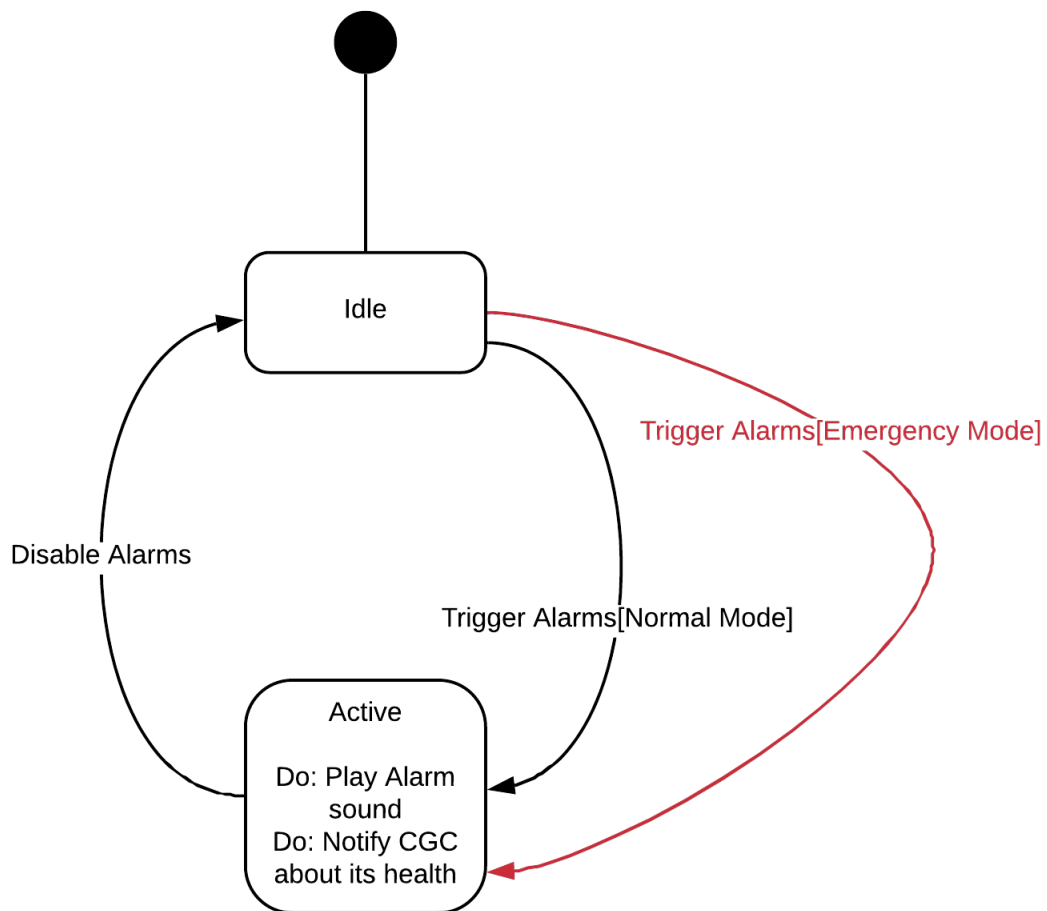 Idle
Trigger Alarms[Emergency Mode]
Disable Alarms
Trigger Alarms[Normal Mode]
Active
Do: Play Alarm
sound
Do: Notify CGC
about its health